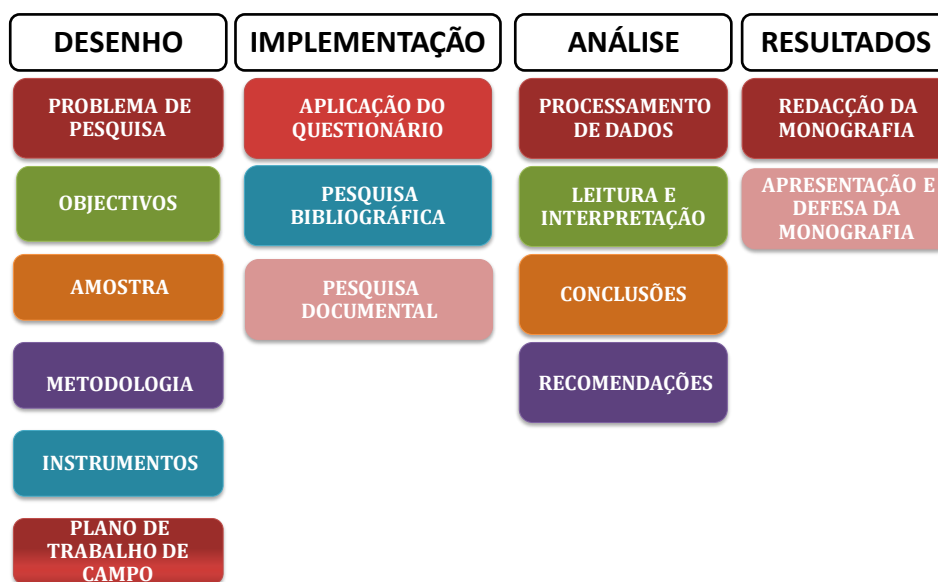 DESENHO
PROBLEMA DE
PESQUISA
OBJECTIVOS
AMOSTRA
METODOLOGIA
INSTRUMENTOS
PLANO DE
TRABALHO DE
CAMPO
IMPLEMENTAÇÃO
APLICAÇÃO DO
QUESTIONÁRIO
PESQUISA
BIBLIOGRÁFICA
PESQUISA
DOCUMENTAL
ANÁLISE
PROCESSAMENTO
DE DADOS
LEITURA E
INTERPRETAÇÃO
CONCLUSÕES
RECOMENDAÇÕES
RESULTADOS
REDACÇÃO DA
MONOGRAFIA
APRESENTAÇÃO E
DEFESA DA
MONOGRAFIA